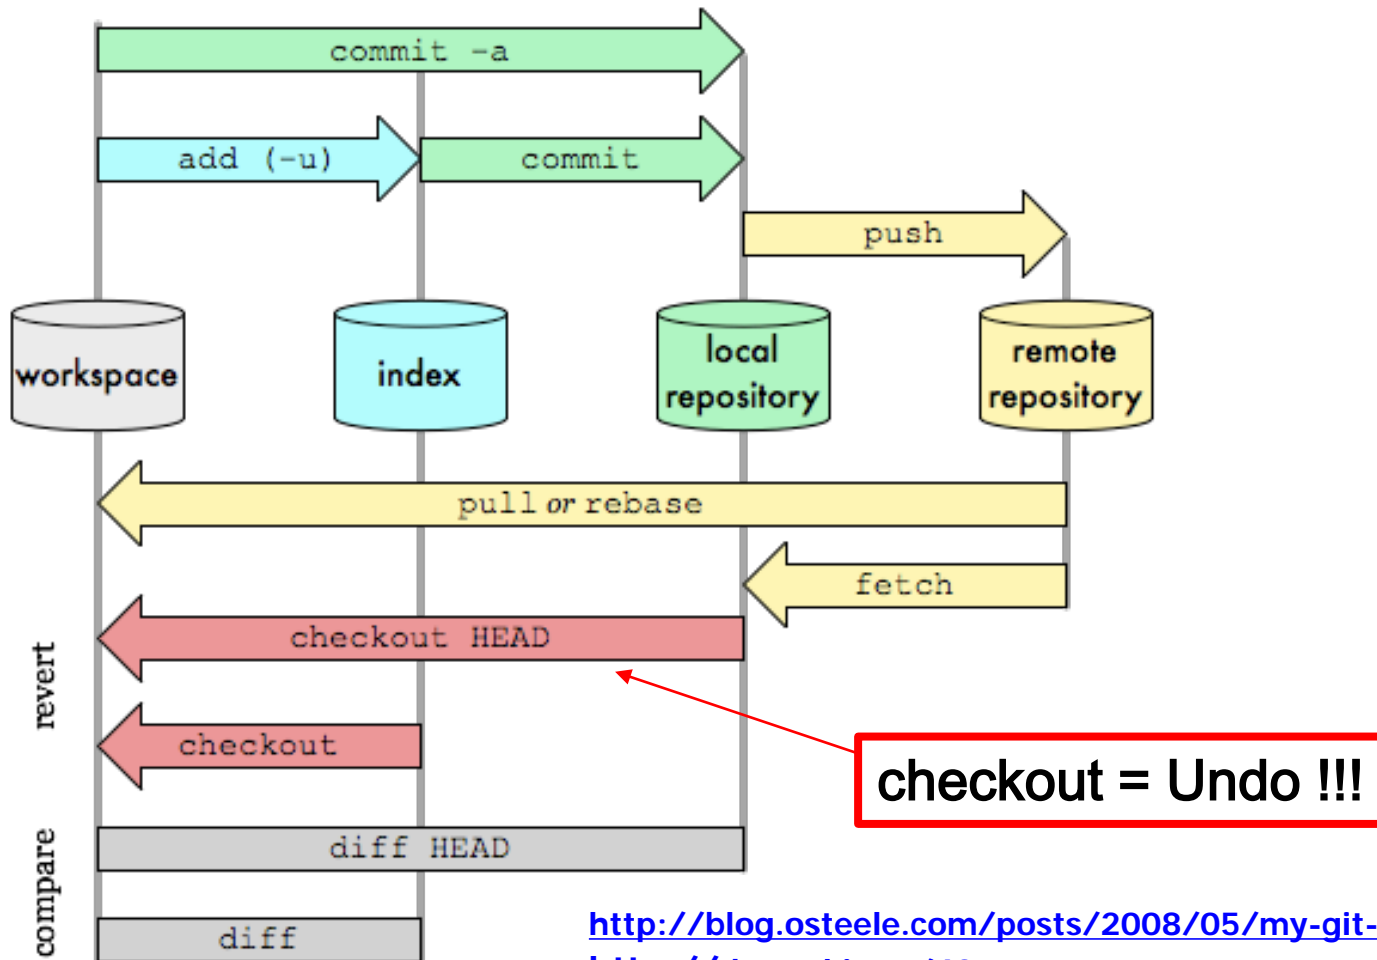 commit -a
add (-u)
commit
push
workspace
index
local
repository
remote
repository
pull or rebase
fetch
revert
checkout HEAD
checkout
checkout = Undo !!!
compare
diff HEAD
diff
http://blog.osteele.com/posts/2008/05/my-git-